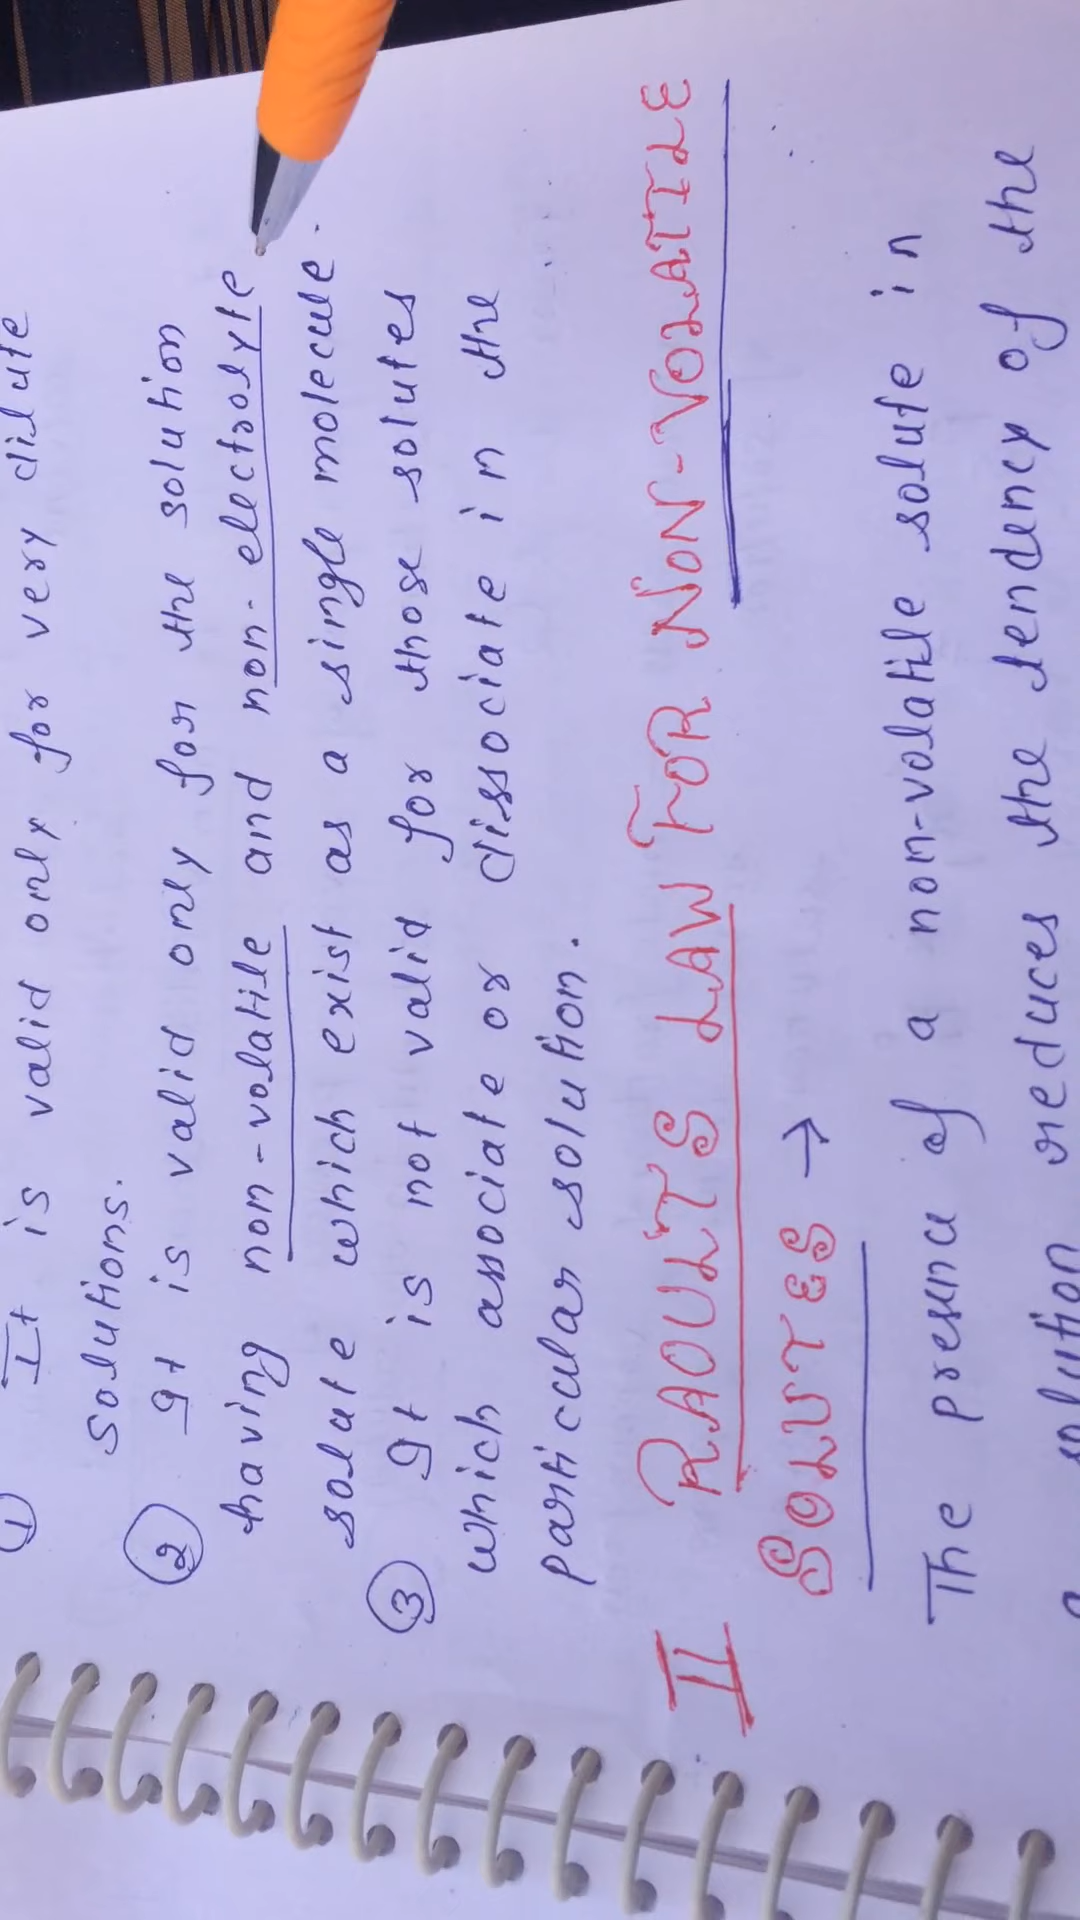 ① It is valid only for very dilute
solutions.
② It is valid only for the solution
having non-volatile and non-electrolyte
solute which exist as a single molecule.
③ It is not valid for those solutes
which associate or dissociate in the
particular solution.
II RAOULTS LAW FOR NON-VOLATILE
SOLUTES →
The presence of a non-volatile solute in
a solution reduces the tendency of the